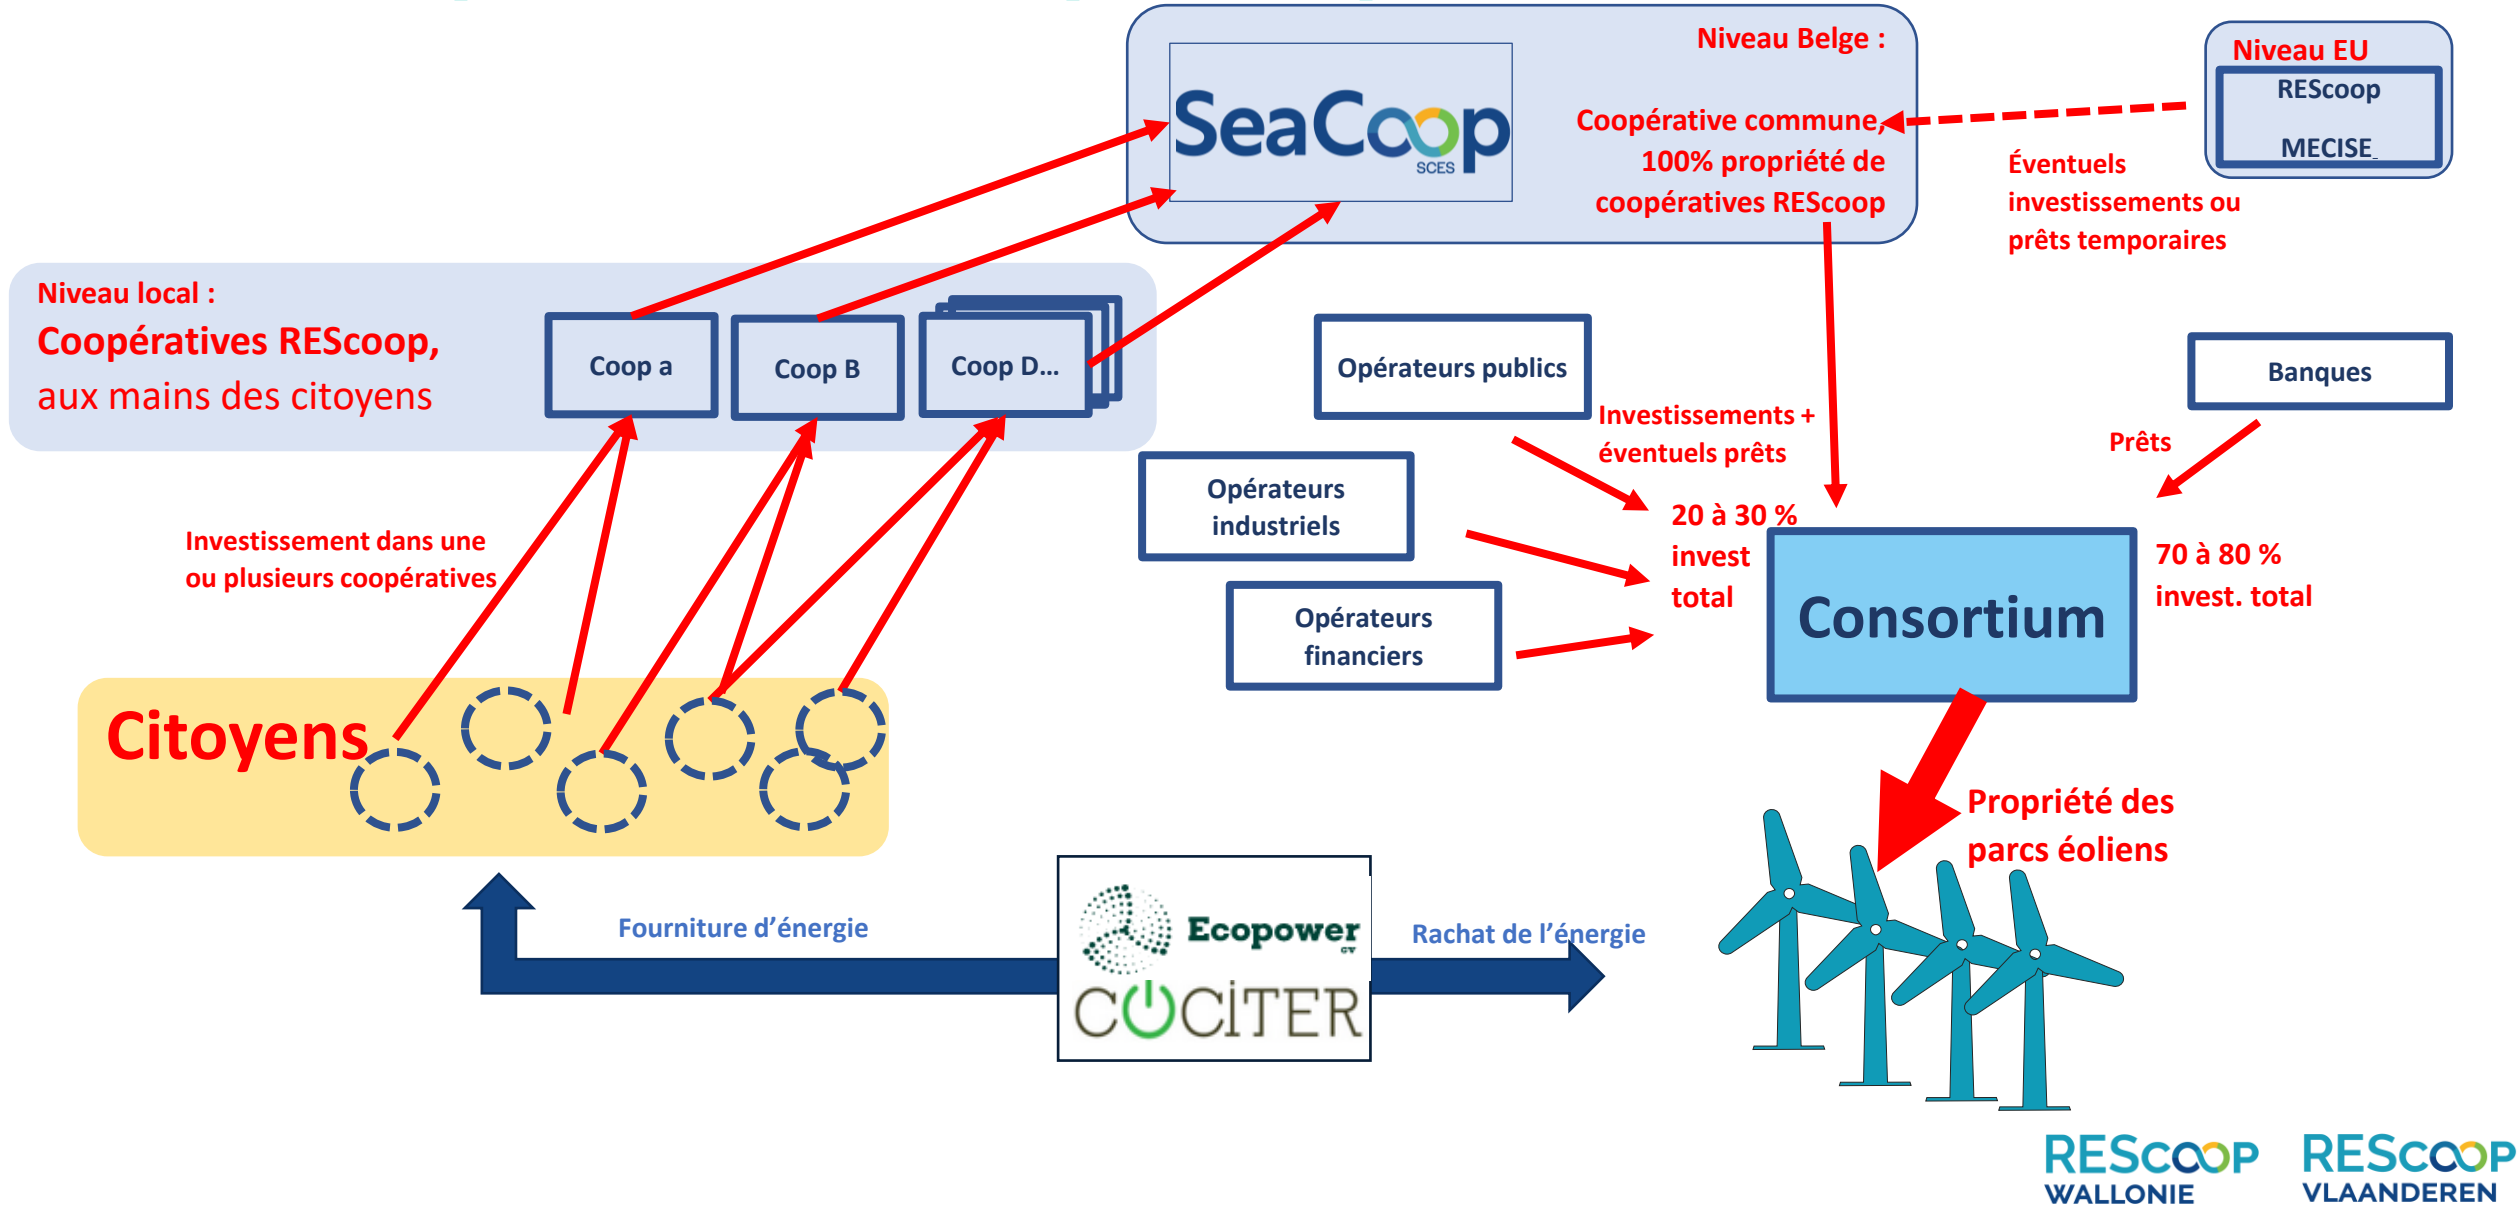 Niveau Belge :
SeaCoop
SCES
Coopérative commune,
100% propriété de
coopératives REScoop
Niveau EU
REScoop
MECISE
Éventuels
investissements ou
prêts temporaires
Niveau local :
Coopératives REScoop,
aux mains des citoyens
Coop a
Coop B
Coop D...
Opérateurs publics
Banques
Investissements +
éventuels prêts
Prêts
Opérateurs
industriels
20 à 30 %
invest
total
Investissement dans une
ou plusieurs coopératives
Consortium
70 à 80 %
invest. total
Opérateurs
financiers
Citoyens
Propriété des
parcs éoliens
Fourniture d’énergie
Ecopower
CV
COCiTER
Rachat de l’énergie
RESCOOP
WALLONIE
RESCOOP
VLAANDEREN